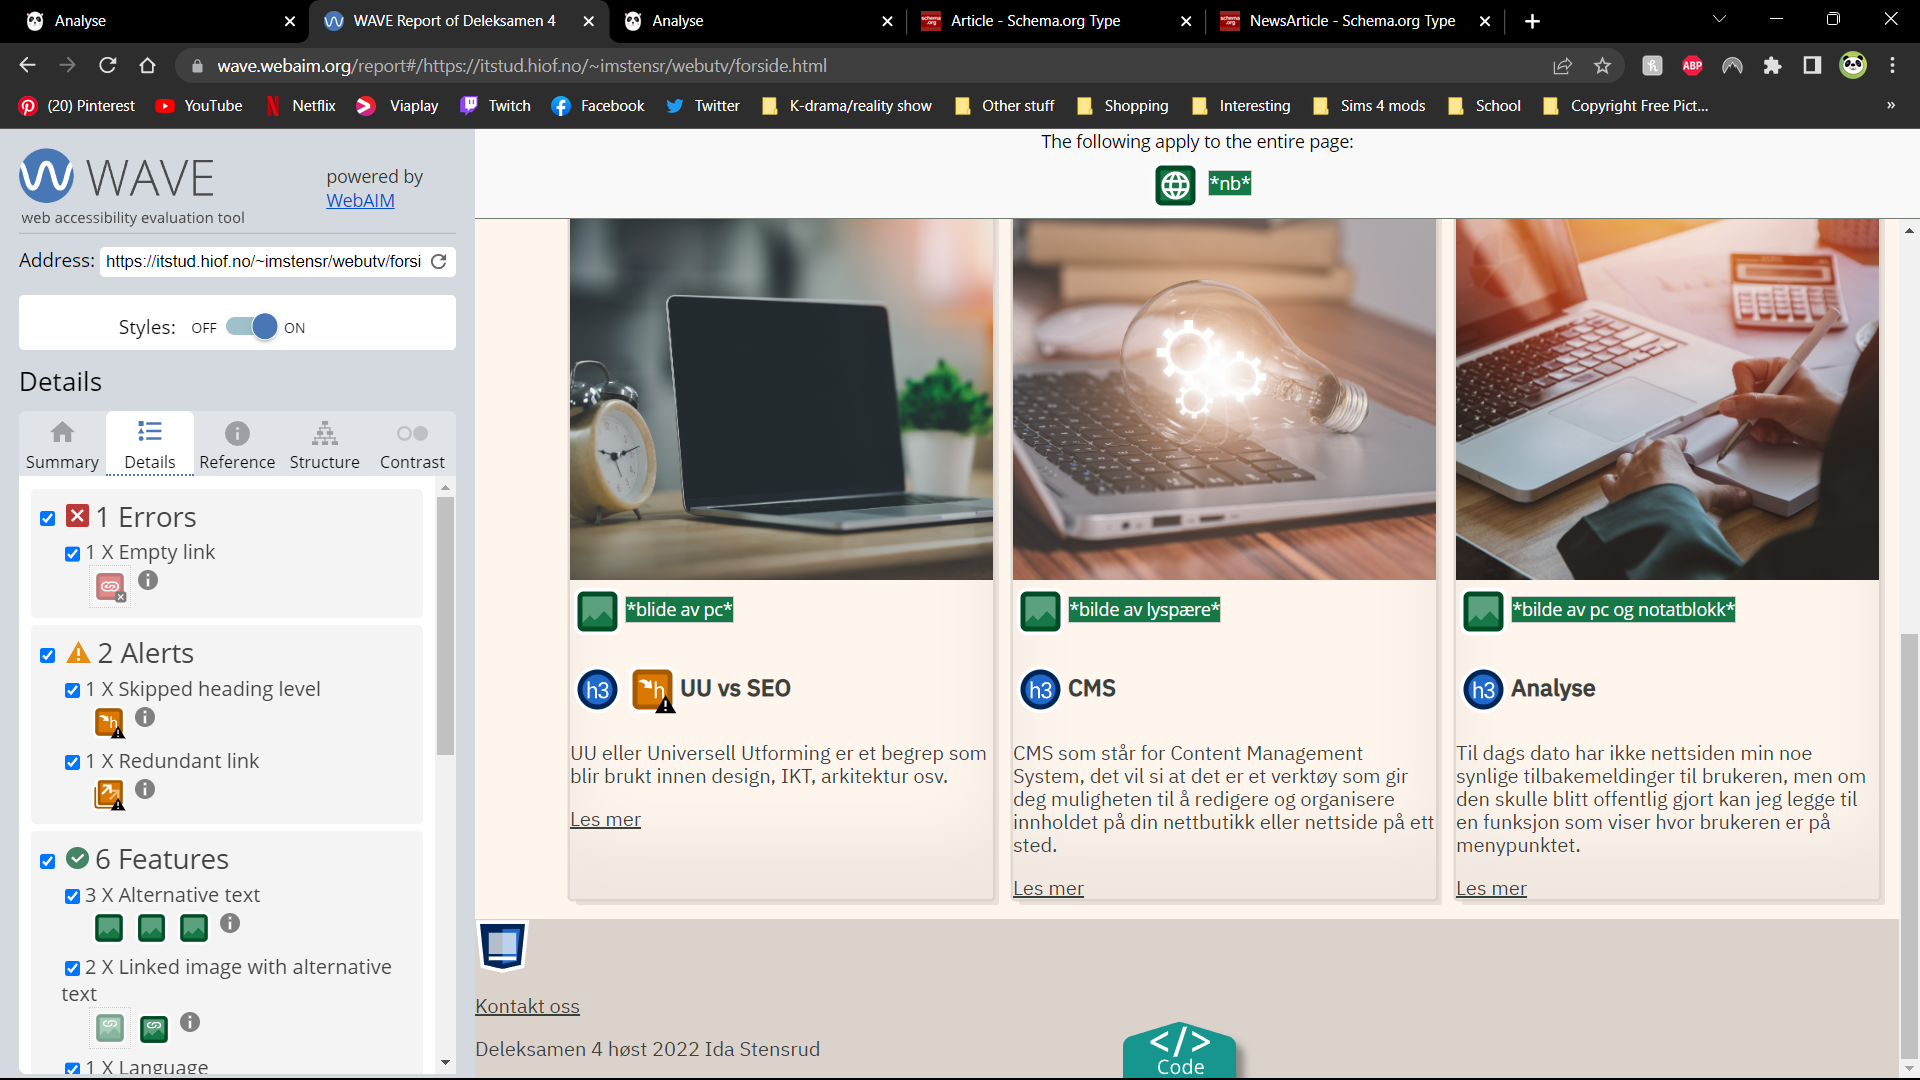 Analyse
WAVE Report of Deleksamen 4
Analyse
Article - Schema.org Type
NewsArticle - Schema.org Type
wave.webaim.org/report#/https://itstud.hiof.no/~imstensr/webutv/forside.html
ABP
(20) Pinterest
YouTube
Netflix
Viaplay
Twitch
Facebook
Twitter
K-drama/reality show
Other stuff
Shopping
Interesting
Sims 4 mods
School
Copyright Free Pict...
»
WAVE
web accessibility evaluation tool
powered by
WebAIM
Address: https://itstud.hiof.no/~imstensr/webutv/forsi
Styles: OFF ON
Details
Summary
Details
Reference
Structure
Contrast
1 Errors
1 X Empty link
2 Alerts
1 X Skipped heading level
1 X Redundant link
6 Features
3 X Alternative text
2 X Linked image with alternative
text
1 X Language
The following apply to the entire page:
*nb*
*blide av pc*
h3 h UU vs SEO
UU eller Universell Utforming er et begrep som
blir brukt innen design, IKT, arkitektur osv.
Les mer
*bilde av lyspære*
h3 CMS
CMS som står for Content Management
System, det vil si at det er et verktøy som gir
deg muligheten til å redigere og organisere
innholdet på din nettbutikk eller nettside på ett
sted.
Les mer
*bilde av pc og notatblokk*
h3 Analyse
Til dags dato har ikke nettsiden min noe
synlige tilbakemeldinger til brukeren, men om
den skulle blitt offentlig gjort kan jeg legge til
en funksjon som viser hvor brukeren er på
menypunktet.
Les mer
Kontakt oss
Deleksamen 4 høst 2022 Ida Stensrud
</>
Code